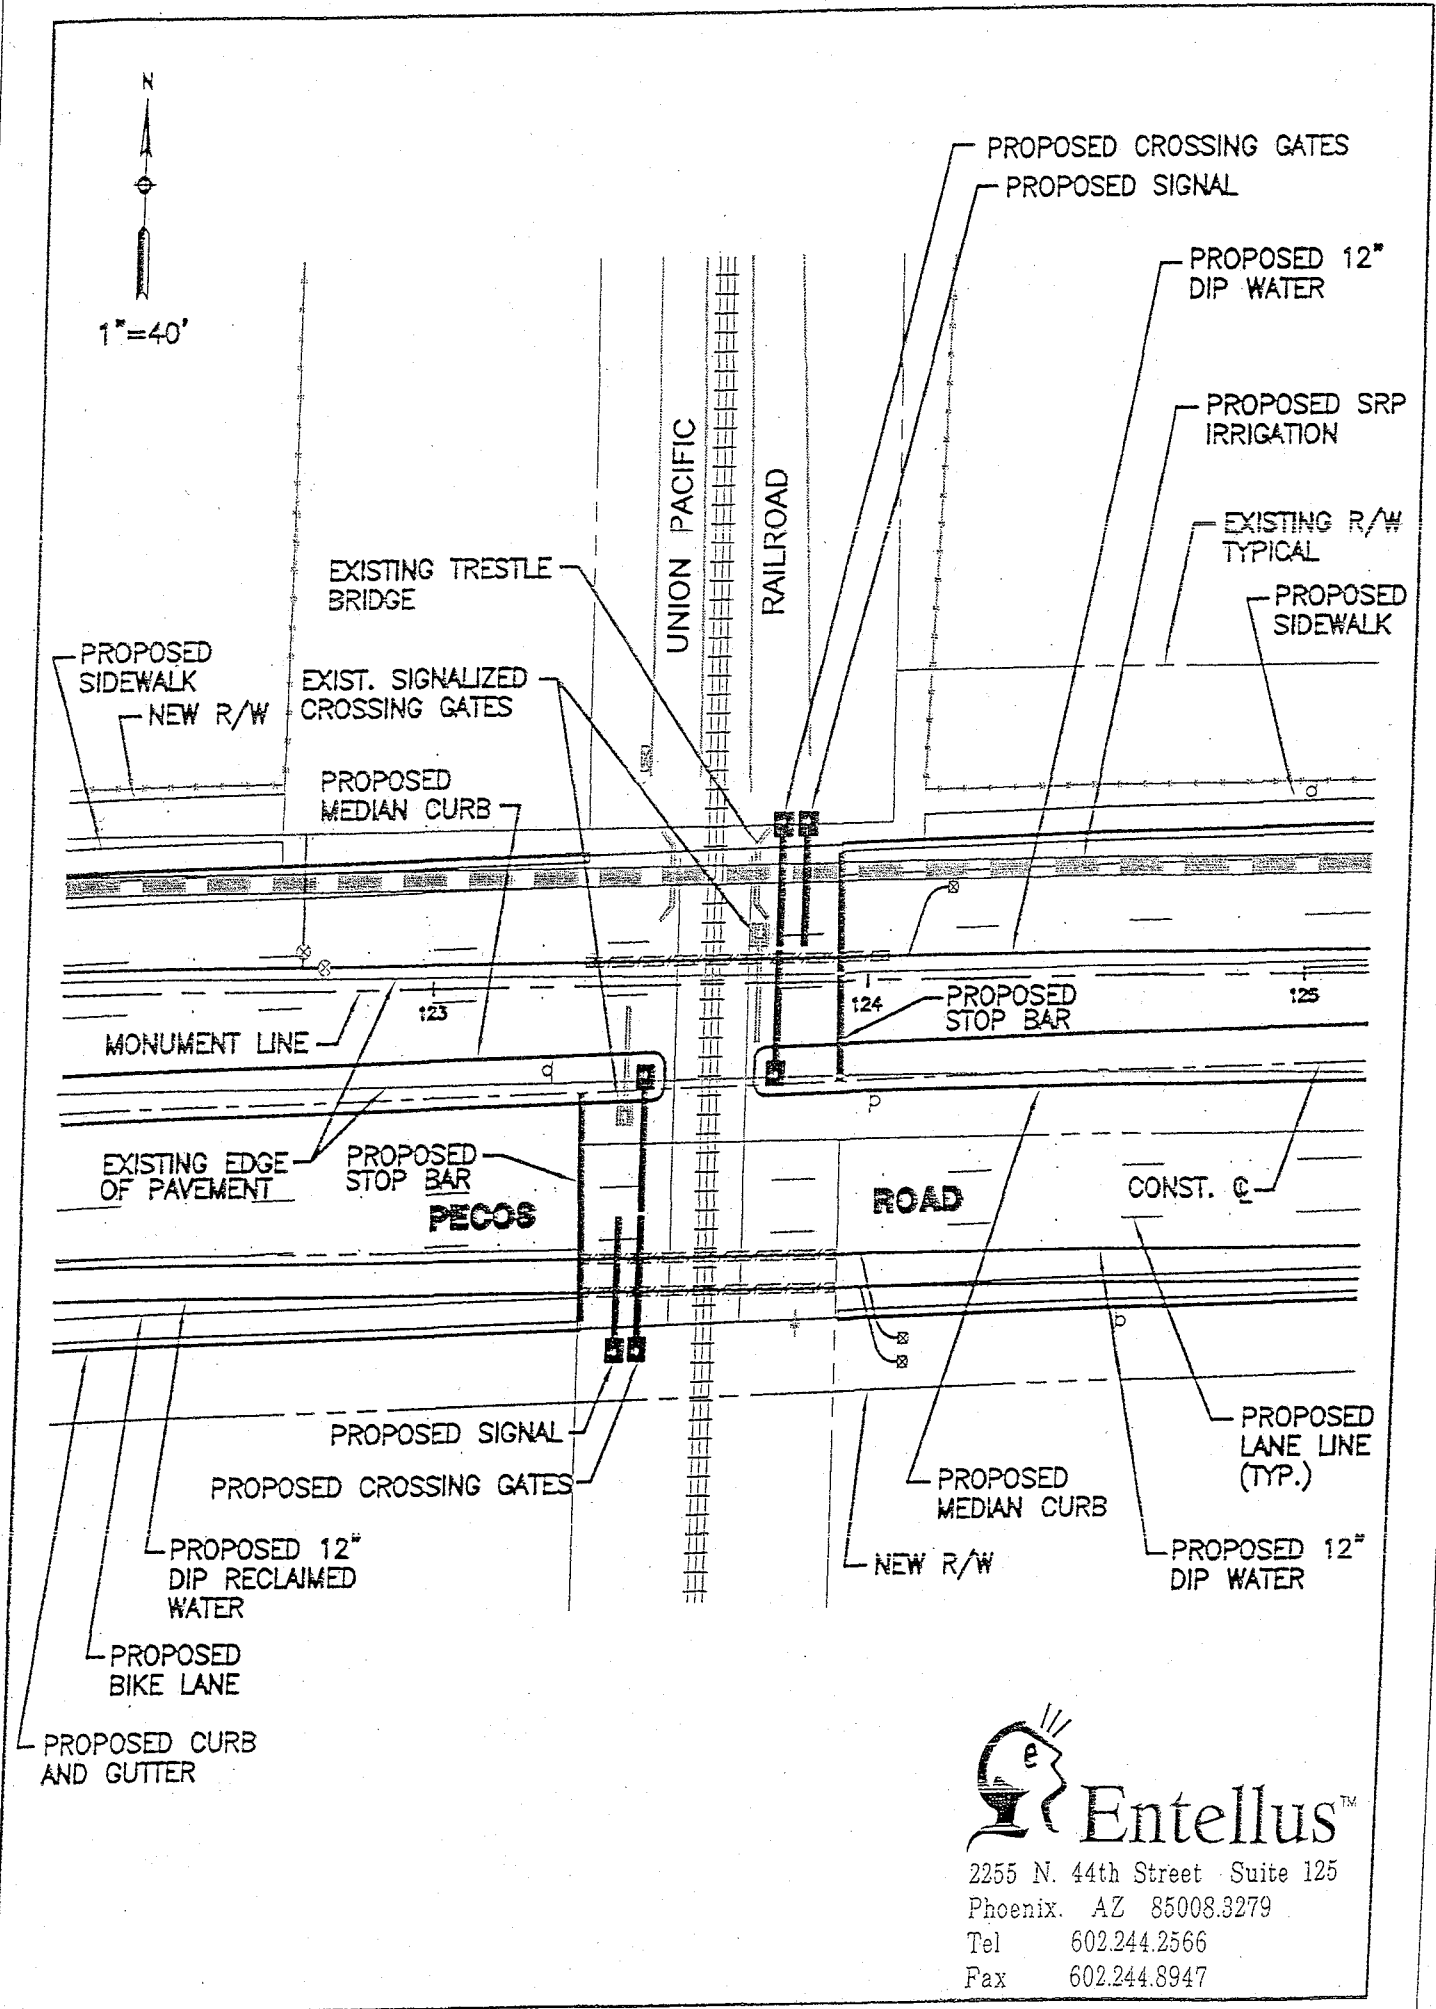 N
1"=40'
PROPOSED CROSSING GATES
PROPOSED SIGNAL
PROPOSED 12"
DIP WATER
PROPOSED SRP
IRRIGATION
EXISTING R/W
TYPICAL
PROPOSED
SIDEWALK
UNION PACIFIC
RAILROAD
EXISTING TRESTLE
BRIDGE
PROPOSED
SIDEWALK
NEW R/W
EXIST. SIGNALIZED
CROSSING GATES
PROPOSED
MEDIAN CURB
MONUMENT LINE
123
124
125
PROPOSED
STOP BAR
EXISTING EDGE
OF PAVEMENT
PROPOSED
STOP BAR
PECOS
ROAD
CONST. ℄
PROPOSED SIGNAL
PROPOSED CROSSING GATES
PROPOSED
LANE LINE
(TYP.)
PROPOSED
MEDIAN CURB
NEW R/W
PROPOSED 12"
DIP WATER
PROPOSED 12"
DIP RECLAIMED
WATER
PROPOSED
BIKE LANE
PROPOSED CURB
AND GUTTER
e
Entellus™
2255 N. 44th Street Suite 125
Phoenix. AZ 85008.3279
Tel 602.244.2566
Fax 602.244.8947